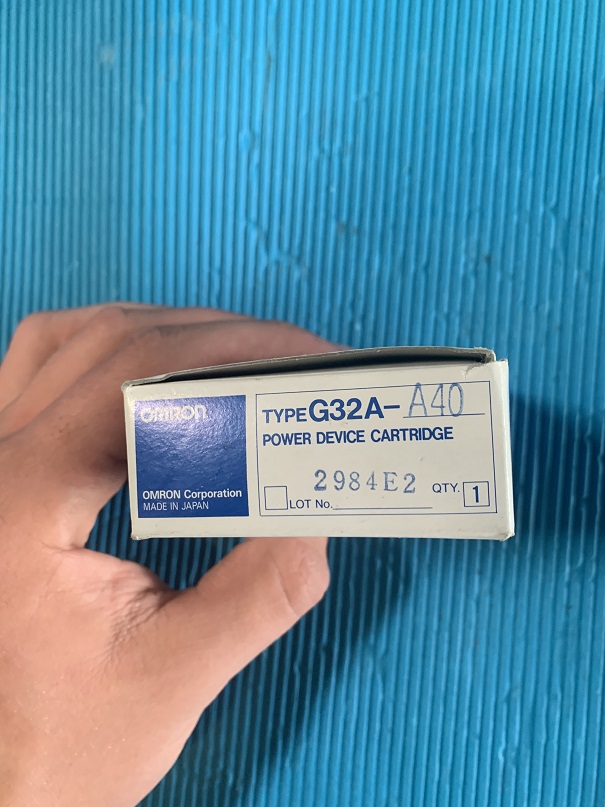 OMRON
OMRON Corporation
MADE IN JAPAN
TYPE G32A-A40
POWER DEVICE CARTRIDGE
2984E2
LOT No.
QTY. 1